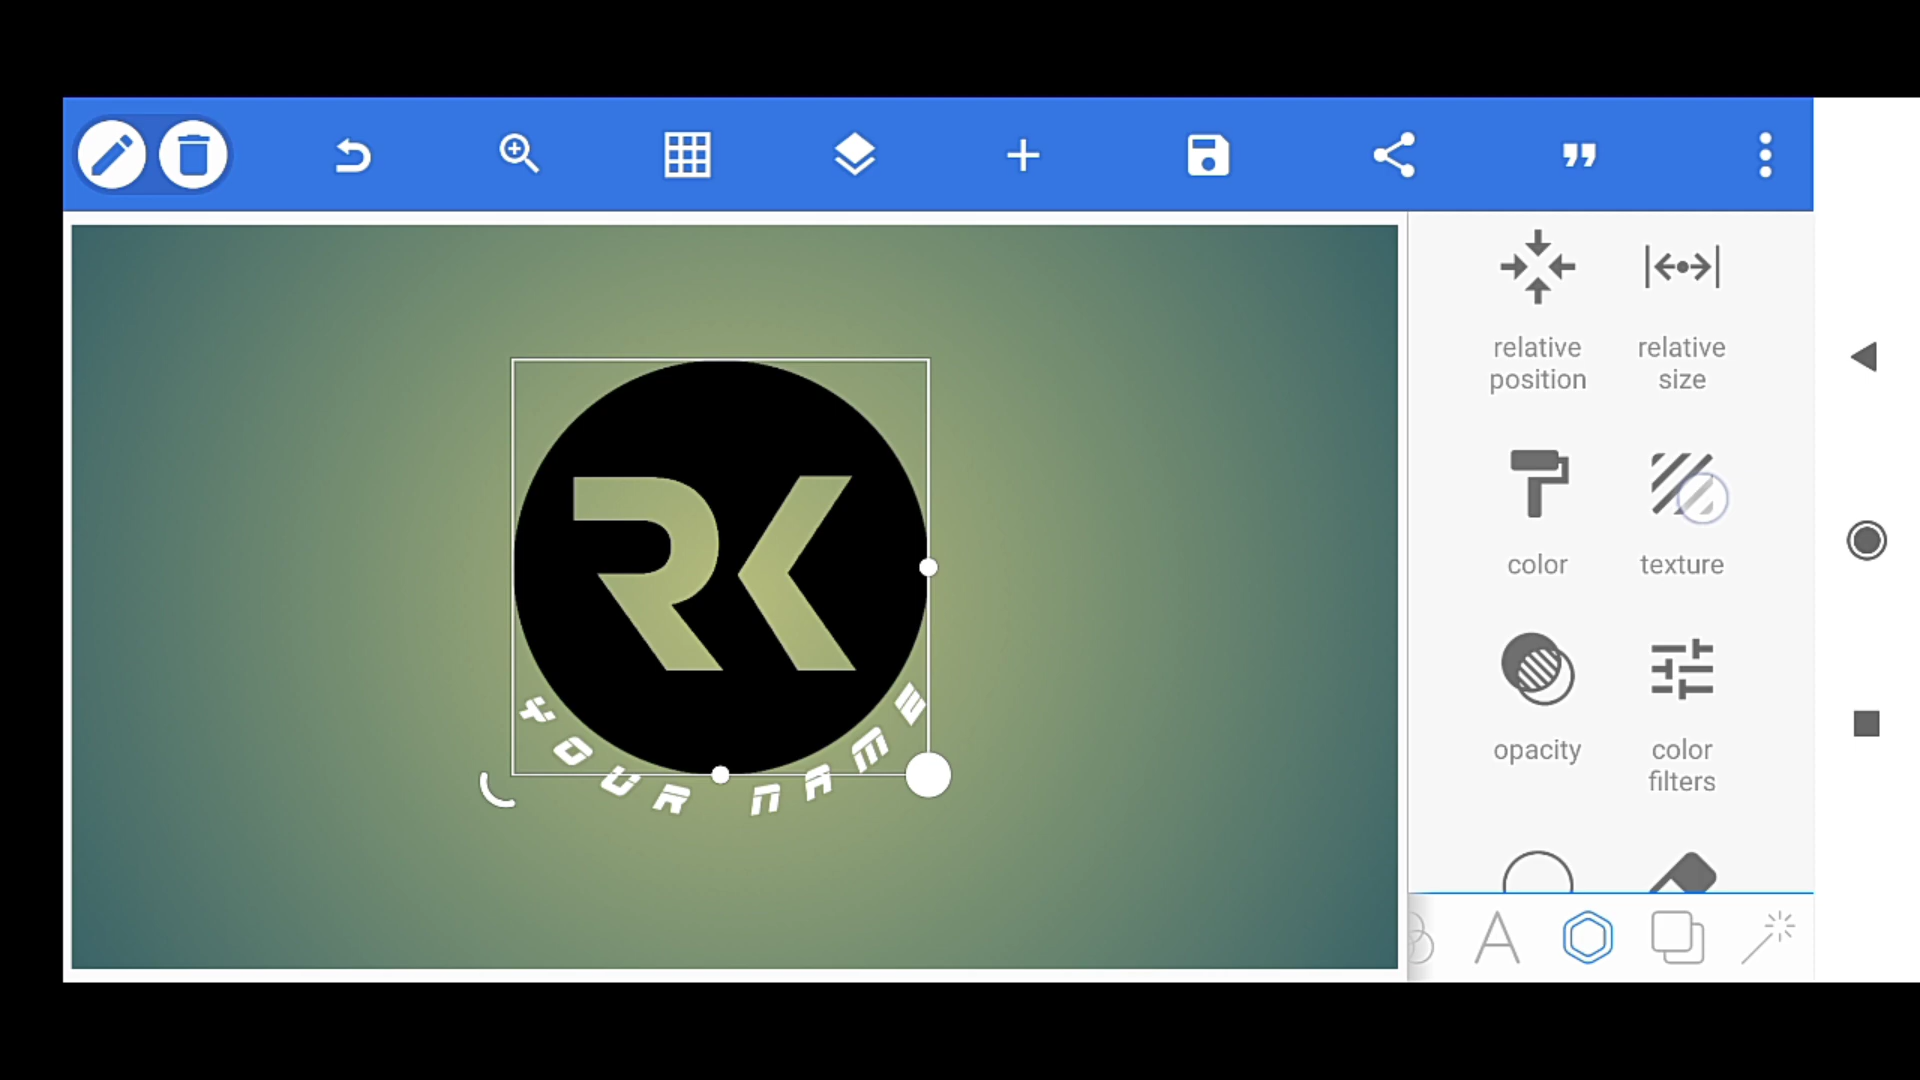 relative
position
relative
size
RK
color
texture
YOUR NAME
opacity
color
filters